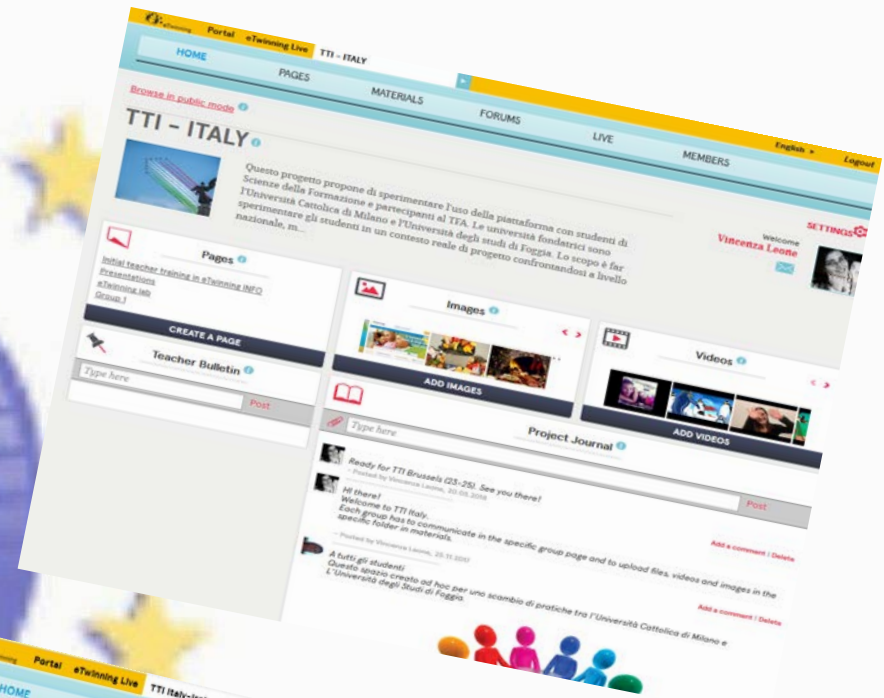 eTwinning Portal eTwinning Live TTI - ITALY
HOME PAGES MATERIALS FORUMS LIVE MEMBERS
English Logout
Browse in public mode
TTI - ITALY
Questo progetto propone di sperimentare l'uso della piattaforma con studenti di
Scienze della Formazione e partecipanti al TFA. Le università fondatrici sono
l'Università Cattolica di Milano e l'Università degli studi di Foggia. Lo scopo è far
sperimentare gli studenti in un contesto reale di progetto confrontandosi a livello
nazionale, m...
SETTINGS
Welcome
Vincenza Leone
Pages
Initial teacher training in eTwinning INFO
Presentations
eTwinning lab
Group 1
CREATE A PAGE
Teacher Bulletin
Type here
Post
Images
ADD IMAGES
Videos
ADD VIDEOS
Project Journal
Type here
Post
Ready for TTI Brussels (23-25). See you there!
- Posted by Vincenza Leone,
Add a comment | Delete
Hi there!
Welcome to TTI Italy.
Each group has to communicate in the specific group page and to upload files, videos and images in the
specific folder in materials.
- Posted by Vincenza Leone,
Add a comment | Delete
A tutti gli studenti
Questo spazio creato ad hoc per uno scambio di pratiche tra l'Università Cattolica di Milano e
L'Università degli Studi di Foggia.
Portal eTwinning Live
HOME